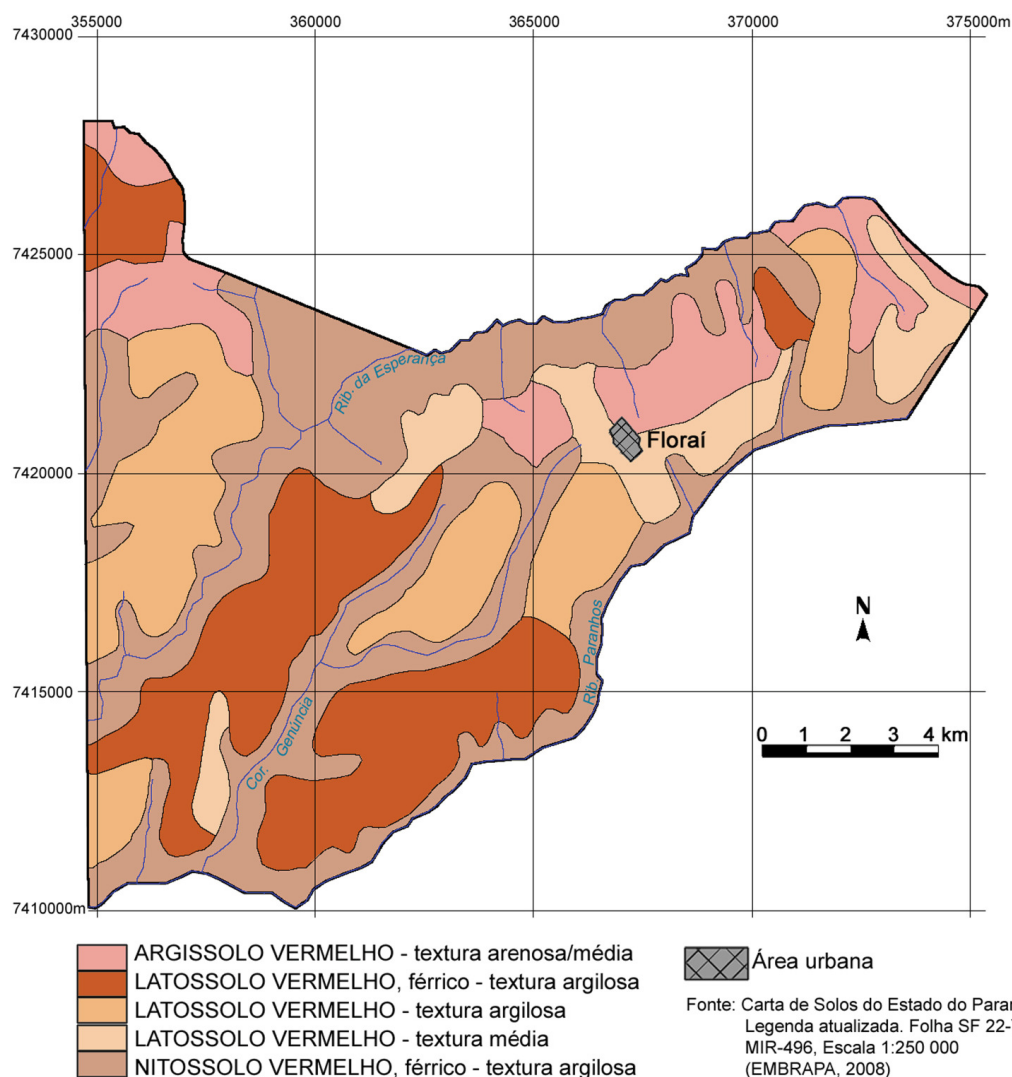 355000 360000 365000 370000 375000m
7430000
7425000
Rib. da Esperança
Floraí
7420000
N
Rib. Paranhos
7415000
0 1 2 3 4 km
Cor. Genúncia
7410000m
ARGISSOLO VERMELHO - textura arenosa/média
LATOSSOLO VERMELHO, férrico - textura argilosa
LATOSSOLO VERMELHO - textura argilosa
LATOSSOLO VERMELHO - textura média
NITOSSOLO VERMELHO, férrico - textura argilosa
Área urbana
Fonte: Carta de Solos do Estado do Para
Legenda atualizada. Folha SF 22-
MIR-496, Escala 1:250 000
(EMBRAPA, 2008)